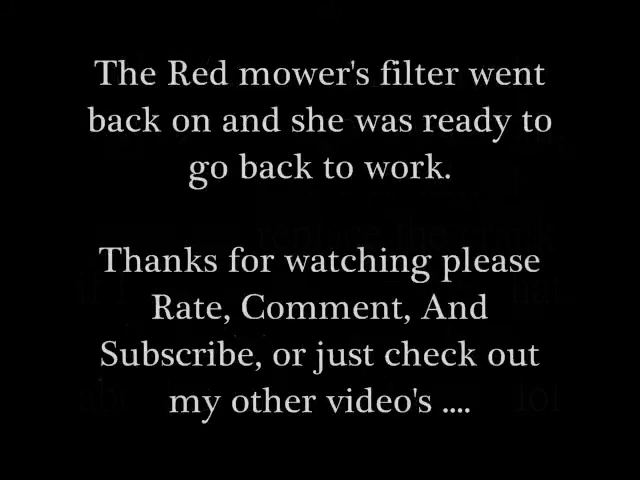 The Red mower's filter went
back on and she was ready to
go back to work.
Thanks for watching please
Rate, Comment, And
Subscribe, or just check out
my other video's ....